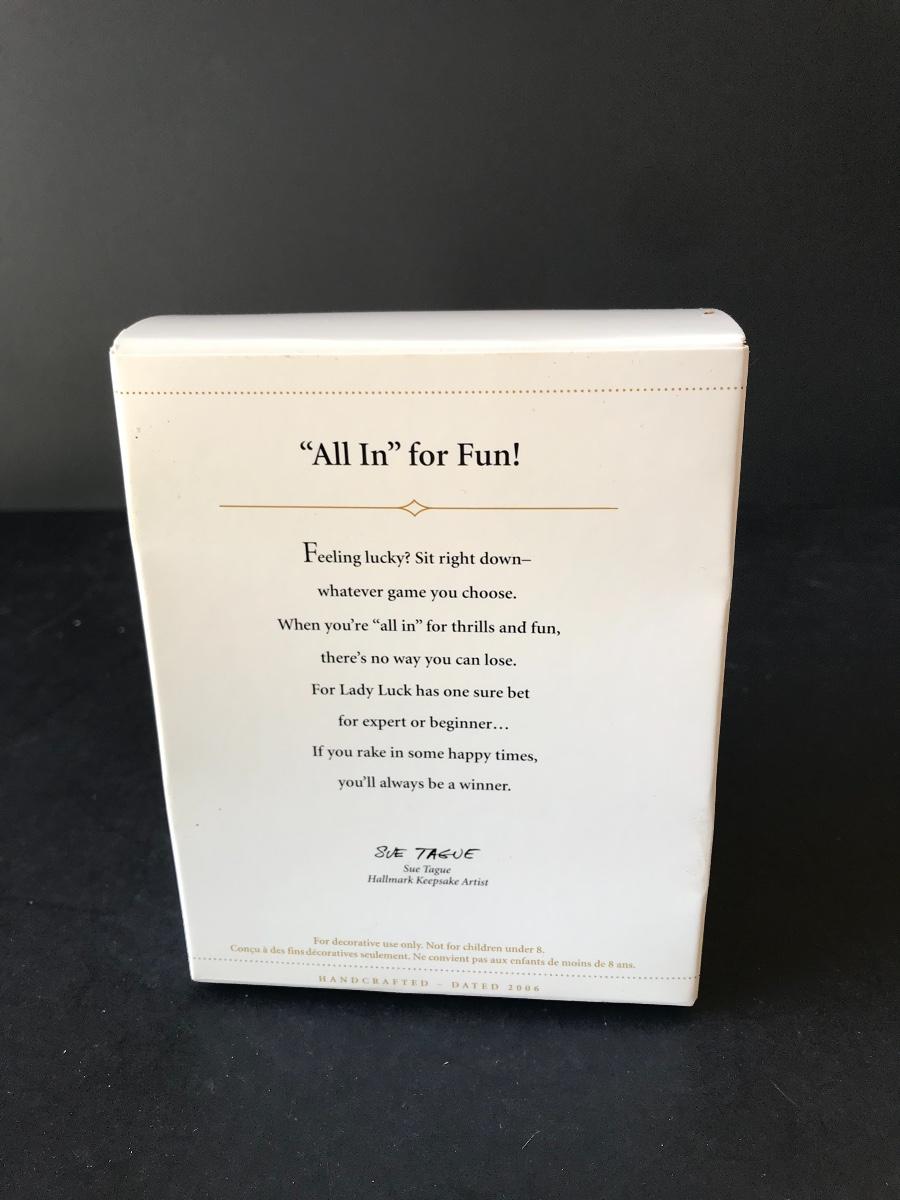 “All In” for Fun!
Feeling lucky? Sit right down–
whatever game you choose.
When you’re “all in” for thrills and fun,
there’s no way you can lose.
For Lady Luck has one sure bet
for expert or beginner…
If you rake in some happy times,
you’ll always be a winner.
SUE TAGUE
Sue Tague
Hallmark Keepsake Artist
For decorative use only. Not for children under 8.
Conçu à des fins décoratives seulement. Ne convient pas aux enfants de moins de 8 ans.
HANDCRAFTED – DATED 2006